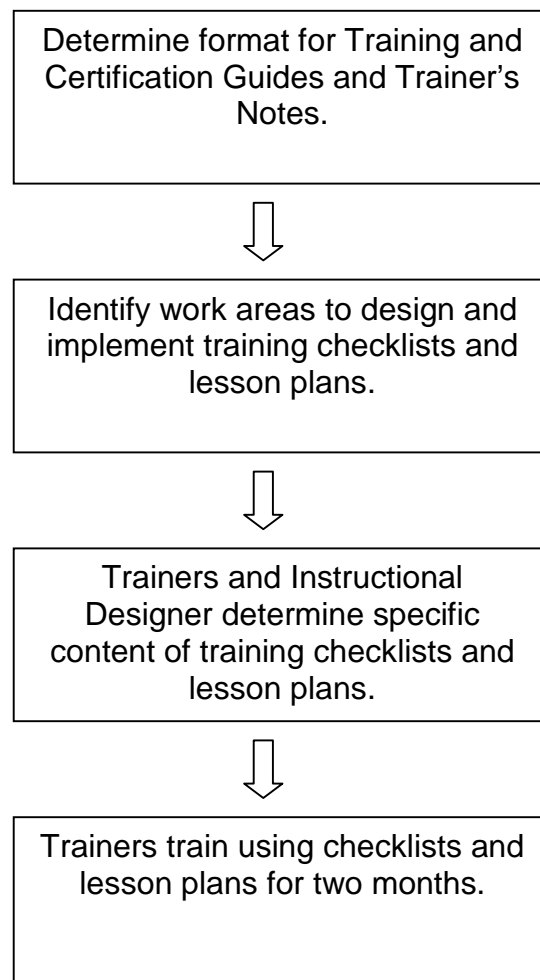 Determine format for Training and
Certification Guides and Trainer’s
Notes.
Identify work areas to design and
implement training checklists and
lesson plans.
Trainers and Instructional
Designer determine specific
content of training checklists and
lesson plans.
Trainers train using checklists and
lesson plans for two months.